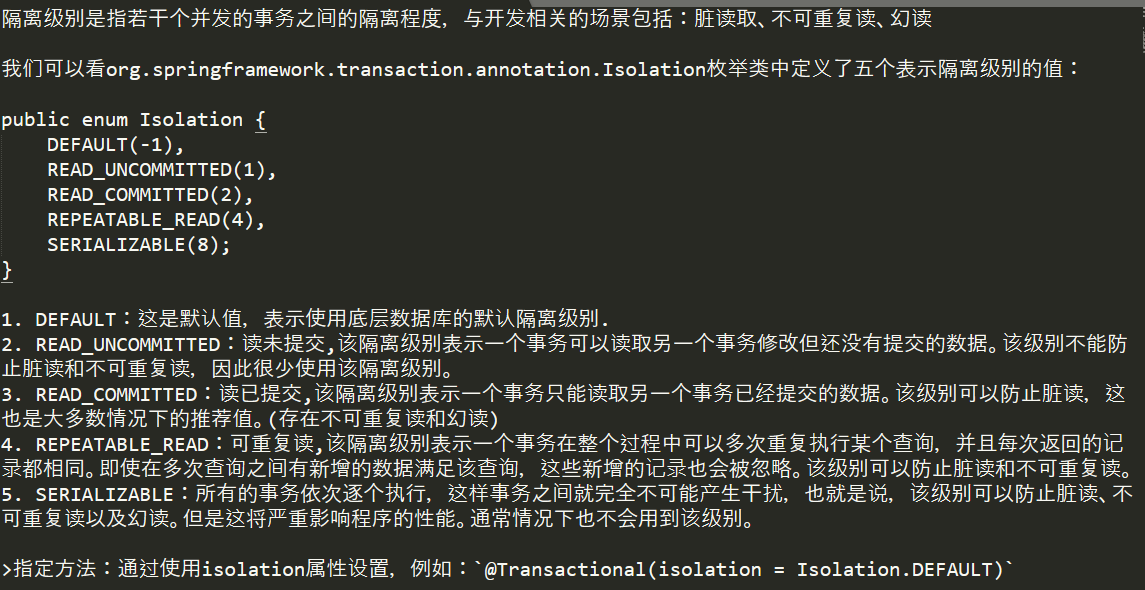 隔离级别是指若干个并发的事务之间的隔离程度，与开发相关的场景包括：脏读取、不可重复读、幻读
我们可以看org.springframework.transaction.annotation.Isolation枚举类中定义了五个表示隔离级别的值：
public enum Isolation {
    DEFAULT(-1),
    READ_UNCOMMITTED(1),
    READ_COMMITTED(2),
    REPEATABLE_READ(4),
    SERIALIZABLE(8);
}
1. DEFAULT：这是默认值，表示使用底层数据库的默认隔离级别.
2. READ_UNCOMMITTED：读未提交,该隔离级别表示一个事务可以读取另一个事务修改但还没有提交的数据。该级别不能防
止脏读和不可重复读，因此很少使用该隔离级别。
3. READ_COMMITTED：读已提交,该隔离级别表示一个事务只能读取另一个事务已经提交的数据。该级别可以防止脏读，这
也是大多数情况下的推荐值。(存在不可重复读和幻读)
4. REPEATABLE_READ：可重复读,该隔离级别表示一个事务在整个过程中可以多次重复执行某个查询，并且每次返回的记
录都相同。即使在多次查询之间有新增的数据满足该查询，这些新增的记录也会被忽略。该级别可以防止脏读和不可重复读。
5. SERIALIZABLE：所有的事务依次逐个执行，这样事务之间就完全不可能产生干扰，也就是说，该级别可以防止脏读、不
可重复读以及幻读。但是这将严重影响程序的性能。通常情况下也不会用到该级别。
>指定方法：通过使用isolation属性设置，例如：`@Transactional(isolation = Isolation.DEFAULT)`